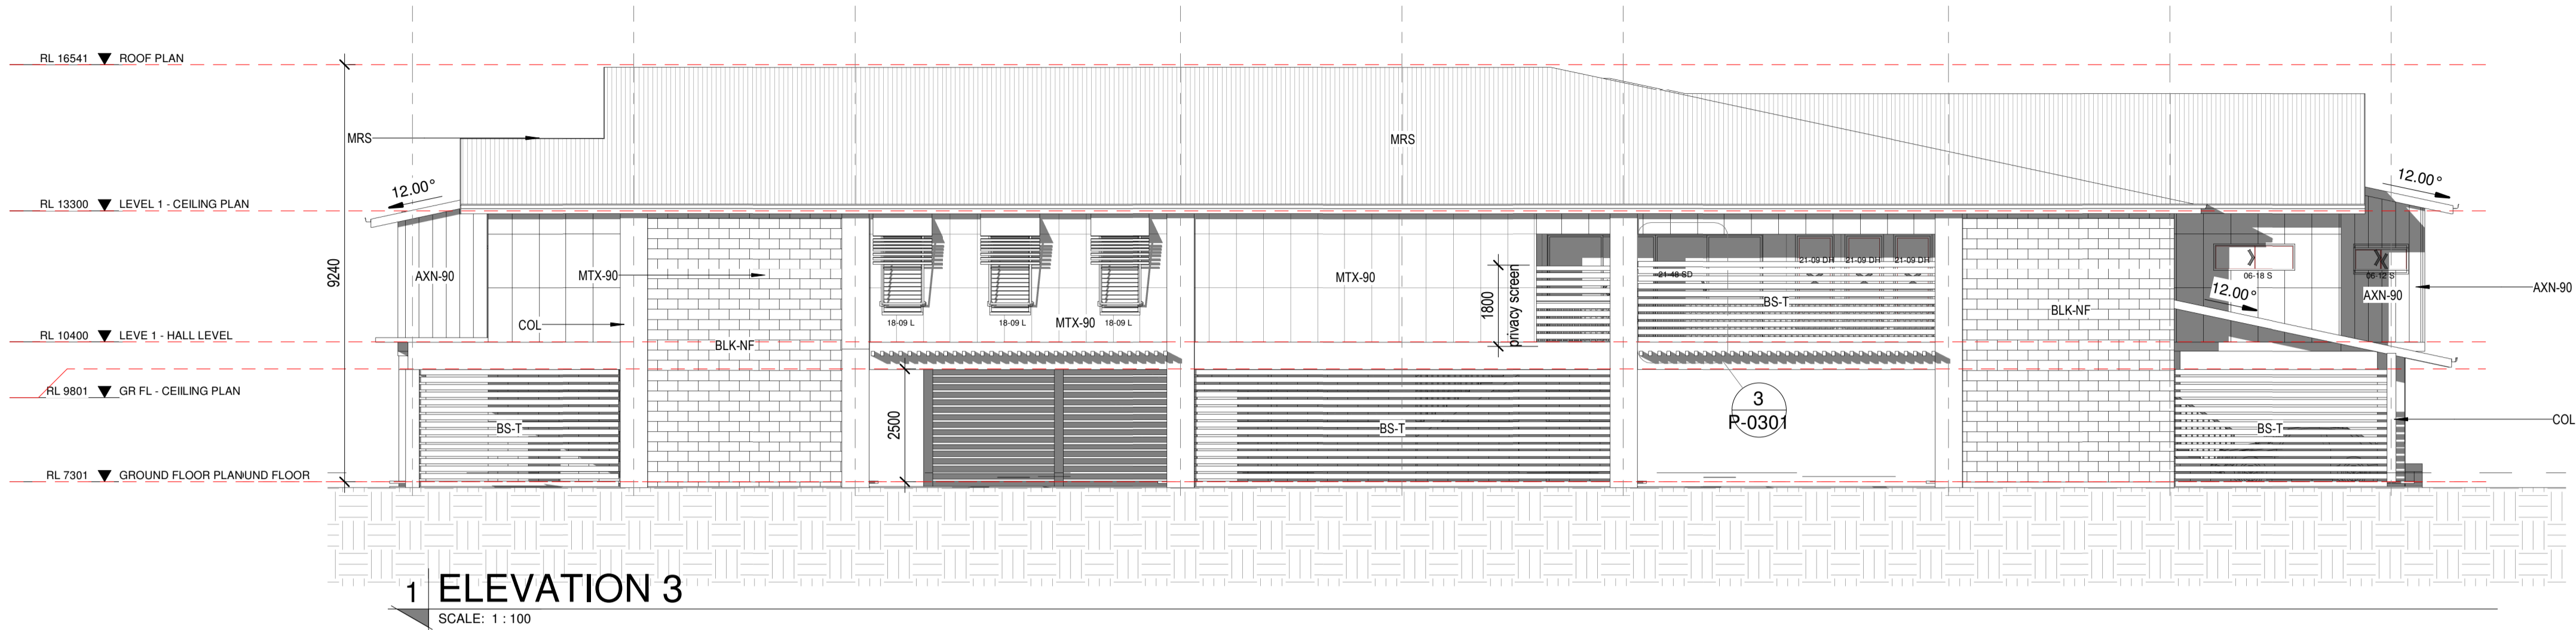 RL 16541 ROOF PLAN
MRS
MRS
12.00°
12.00°
RL 13300 LEVEL 1 - CEILING PLAN
9240
AXN-90
MTX-90
COL
BLK-NF
18-09 L
18-09 L
MTX-90
18-09 L
MTX-90
1800
privacy screen
21-48 SD
21-09 DH
21-09 DH
21-09 DH
BS-T
BLK-NF
06-18 S
06-12 S
12.00°
AXN-90
AXN-90
RL 10400 LEVE 1 - HALL LEVEL
RL 9801 GR FL - CEIILING PLAN
BS-T
2500
BS-T
3
P-0301
BS-T
COL
RL 7301 GROUND FLOOR PLANUND FLOOR
1 ELEVATION 3
SCALE: 1 : 100